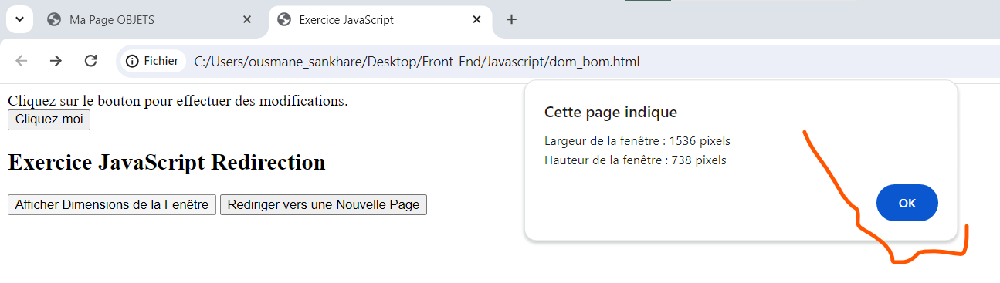 Ma Page OBJETS
Exercice JavaScript
Fichier C:/Users/ousmane_sankhare/Desktop/Front-End/Javascript/dom_bom.html
Cliquez sur le bouton pour effectuer des modifications.
Cliquez-moi
Exercice JavaScript Redirection
Afficher Dimensions de la Fenêtre
Rediriger vers une Nouvelle Page
Cette page indique
Largeur de la fenêtre : 1536 pixels
Hauteur de la fenêtre : 738 pixels
OK